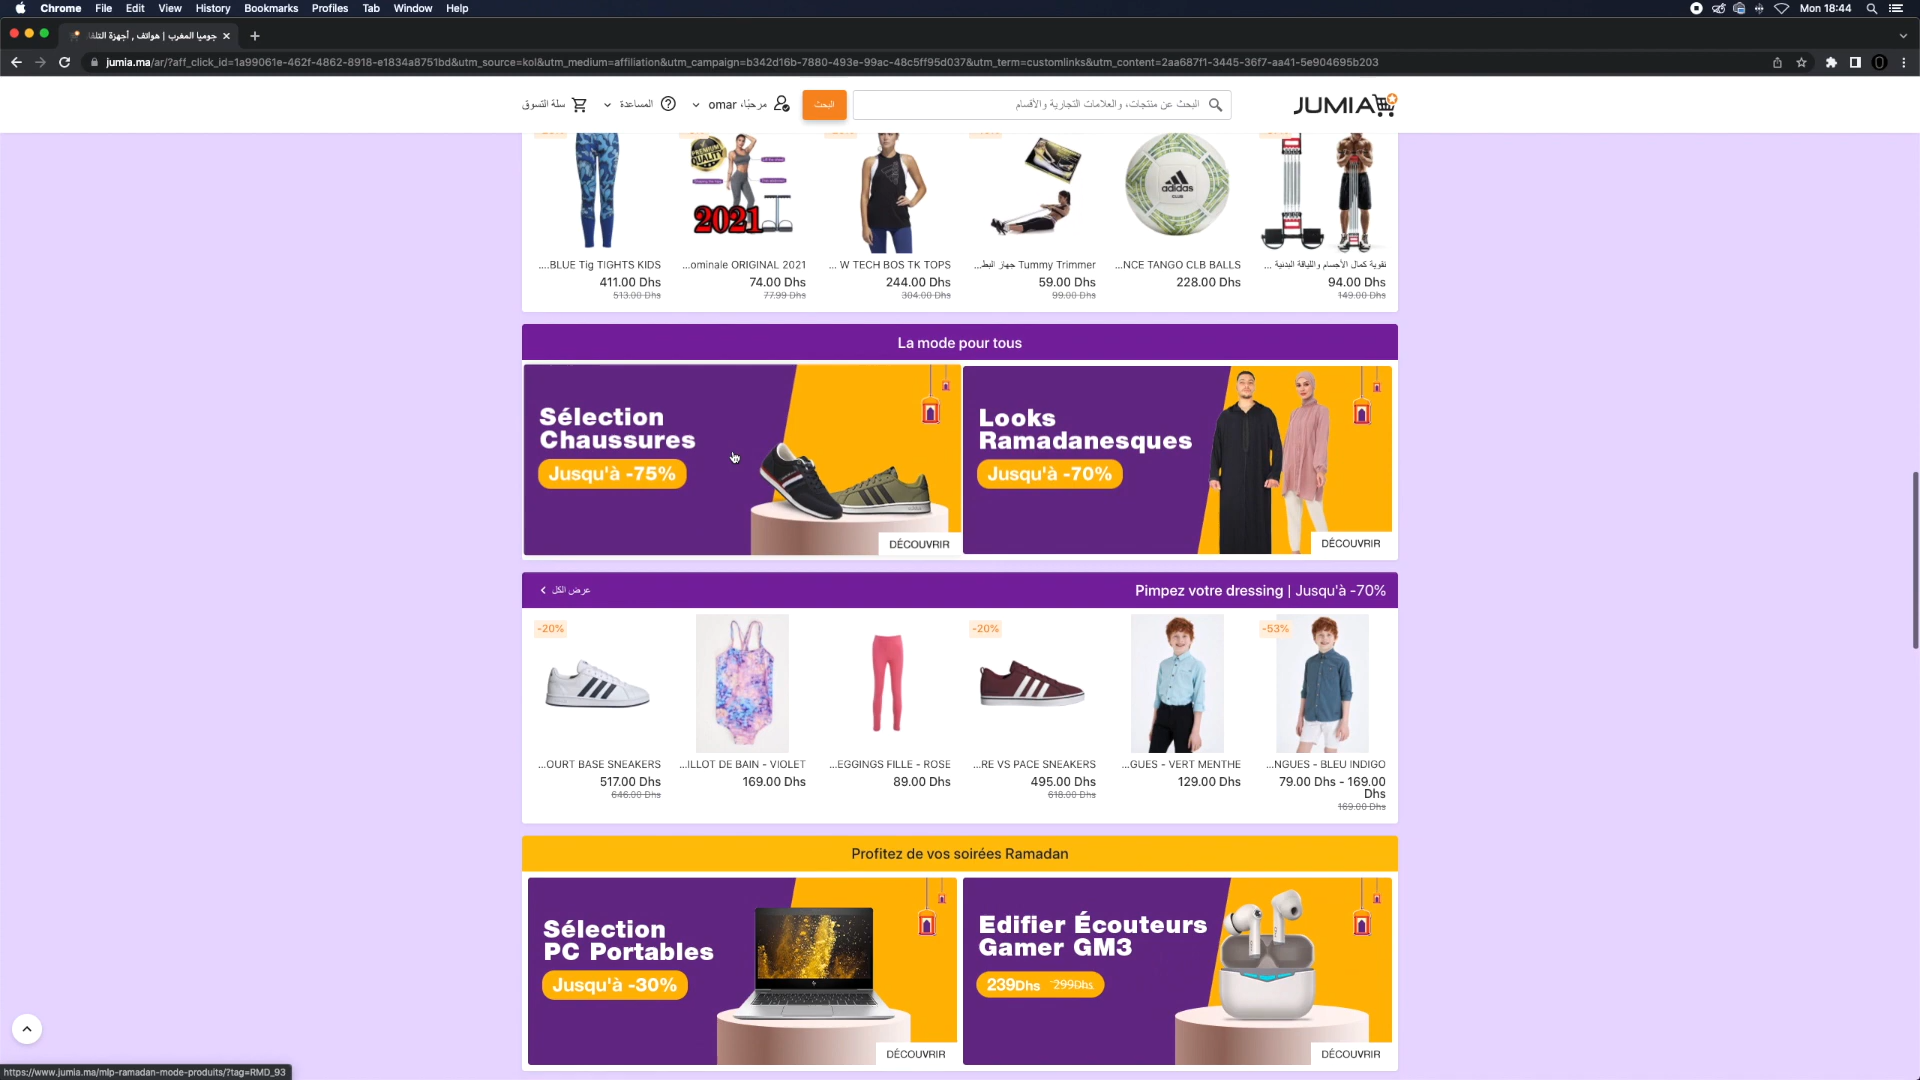 Chrome File Edit View History Bookmarks Profiles Tab Window Help
Mon 18:44
جوميا المغرب | هواتف , أجهزة التلفا
jumia.ma/ar/?aff_click_id=1a99061e-462f-4862-8918-e1834a8751bd&utm_source=kol&utm_medium=affiliation&utm_campaign=b342d16b-7880-493e-99ac-48c5ff95d037&utm_term=customlinks&utm_content=2aa687f1-3445-36f7-aa41-5e904695b203
JUMIA
البحث عن منتجات، والعلامات التجارية والأقسام
البحث
مرحبًا، omar
المساعدة
سلة التسوق
PREMIUM QUALITY
2021
adidas
...BLUE Tig TIGHTS KIDS
411.00 Dhs
513.00 Dhs
...ominale ORIGINAL 2021
74.00 Dhs
77.99 Dhs
... W TECH BOS TK TOPS
244.00 Dhs
304.00 Dhs
...جهاز البط Tummy Trimmer
59.00 Dhs
99.00 Dhs
...NCE TANGO CLB BALLS
228.00 Dhs
تقوية كمال الأجسام واللياقة البدنية ...
94.00 Dhs
149.00 Dhs
La mode pour tous
Sélection
Chaussures
Jusqu'à -75%
DÉCOUVRIR
Looks
Ramadanesques
Jusqu'à -70%
DÉCOUVRIR
Pimpez votre dressing | Jusqu'à -70%
عرض الكل
-20%
...OURT BASE SNEAKERS
517.00 Dhs
646.00 Dhs
...ILLOT DE BAIN - VIOLET
169.00 Dhs
...EGGINGS FILLE - ROSE
89.00 Dhs
-20%
...RE VS PACE SNEAKERS
495.00 Dhs
618.00 Dhs
...GUES - VERT MENTHE
129.00 Dhs
-53%
...NGUES - BLEU INDIGO
79.00 Dhs - 169.00
Dhs
169.00 Dhs
Profitez de vos soirées Ramadan
Sélection
PC Portables
Jusqu'à -30%
DÉCOUVRIR
Edifier Écouteurs
Gamer GM3
239Dhs 299Dhs
DÉCOUVRIR
https://www.jumia.ma/mlp-ramadan-mode-produits/?tag=RMD_93